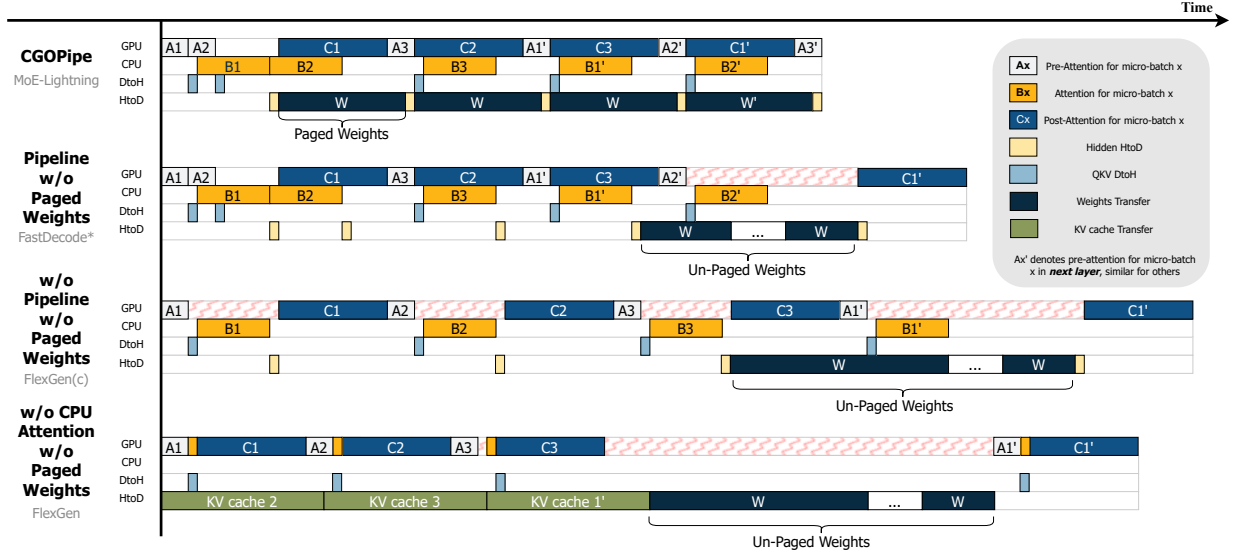 Time
CGOPipe
MoE-Lightning
GPU A1 A2 C1 A3 C2 A1' C3 A2' C1' A3'
CPU B1 B2 B3 B1' B2'
DtoH
HtoD W W W W'
Paged Weights
Pipeline
w/o
Paged
Weights
FastDecode*
GPU A1 A2 C1 A3 C2 A1' C3 A2' C1'
CPU B1 B2 B3 B1' B2'
DtoH
HtoD W ... W
Un-Paged Weights
w/o
Pipeline
w/o
Paged
Weights
FlexGen(c)
GPU A1 C1 A2 C2 A3 C3 A1' C1'
CPU B1 B2 B3 B1'
DtoH
HtoD W ... W
Un-Paged Weights
w/o CPU
Attention
w/o
Paged
Weights
FlexGen
GPU A1 C1 A2 C2 A3 C3 A1' C1'
CPU
DtoH
HtoD KV cache 2 KV cache 3 KV cache 1' W ... W
Un-Paged Weights
Ax Pre-Attention for micro-batch x
Bx Attention for micro-batch x
Cx Post-Attention for micro-batch x
Hidden HtoD
QKV DtoH
Weights Transfer
KV cache Transfer
Ax' denotes pre-attention for micro-batch
x in next layer, similar for others